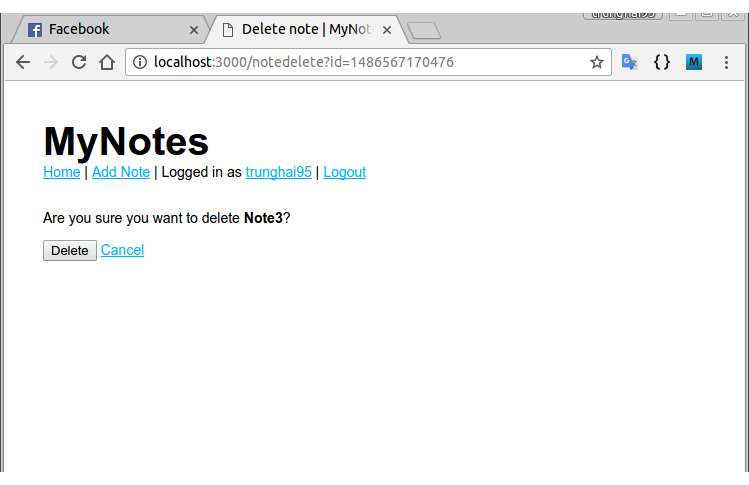 trunghai95
Facebook
Delete note | MyNot
localhost:3000/notedelete?id=1486567170476
MyNotes
Home | Add Note | Logged in as trunghai95 | Logout
Are you sure you want to delete Note3?
Delete Cancel